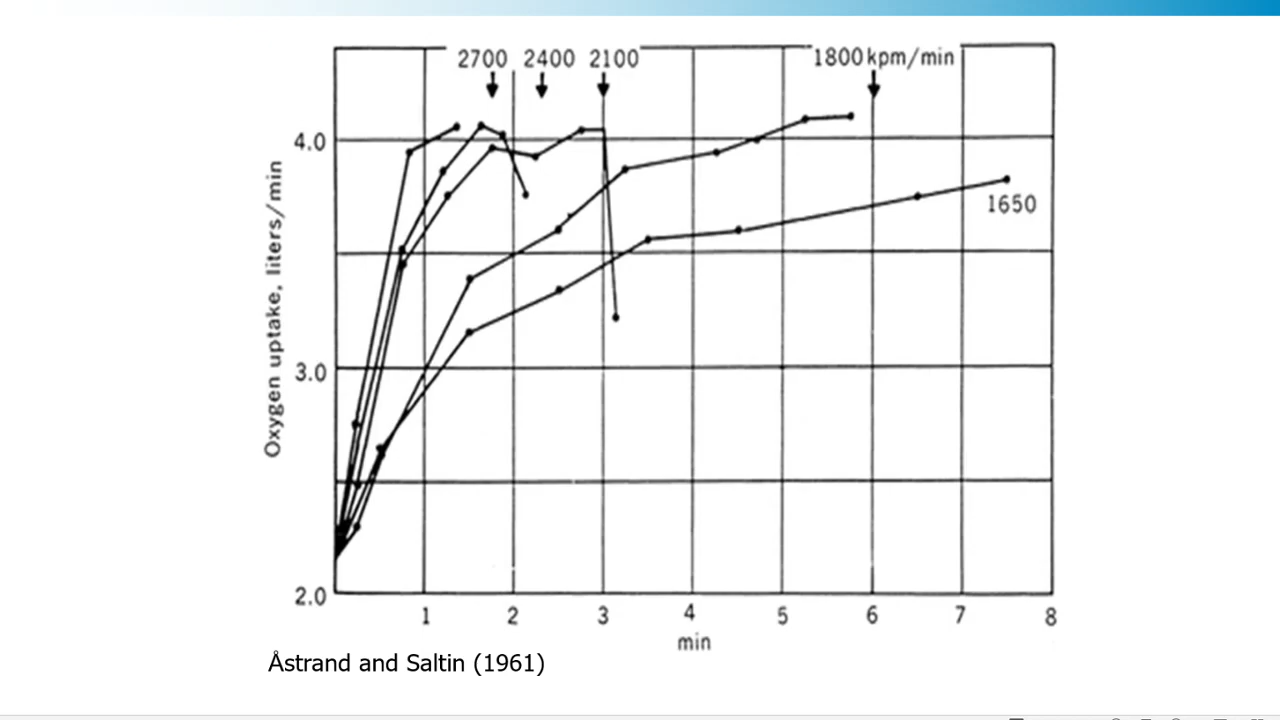 2700 2400 2100 1800 kpm/min
4.0
1650
Oxygen uptake, liters/min
3.0
2.0
1 2 3 4 5 6 7 8
min
Åstrand and Saltin (1961)